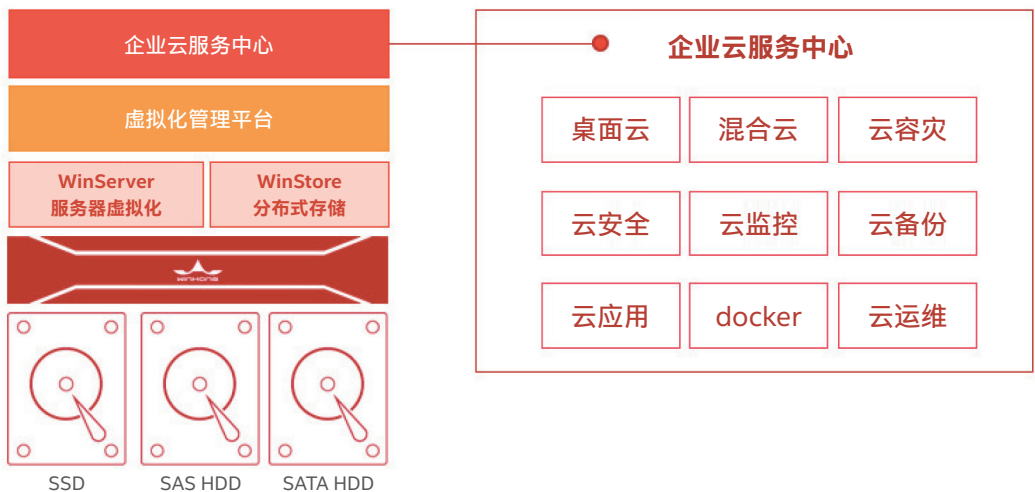 企业云服务中心
虚拟化管理平台
WinServer
服务器虚拟化
WinStore
分布式存储
WINHONG
SSD
SAS HDD
SATA HDD
企业云服务中心
桌面云
混合云
云容灾
云安全
云监控
云备份
云应用
docker
云运维